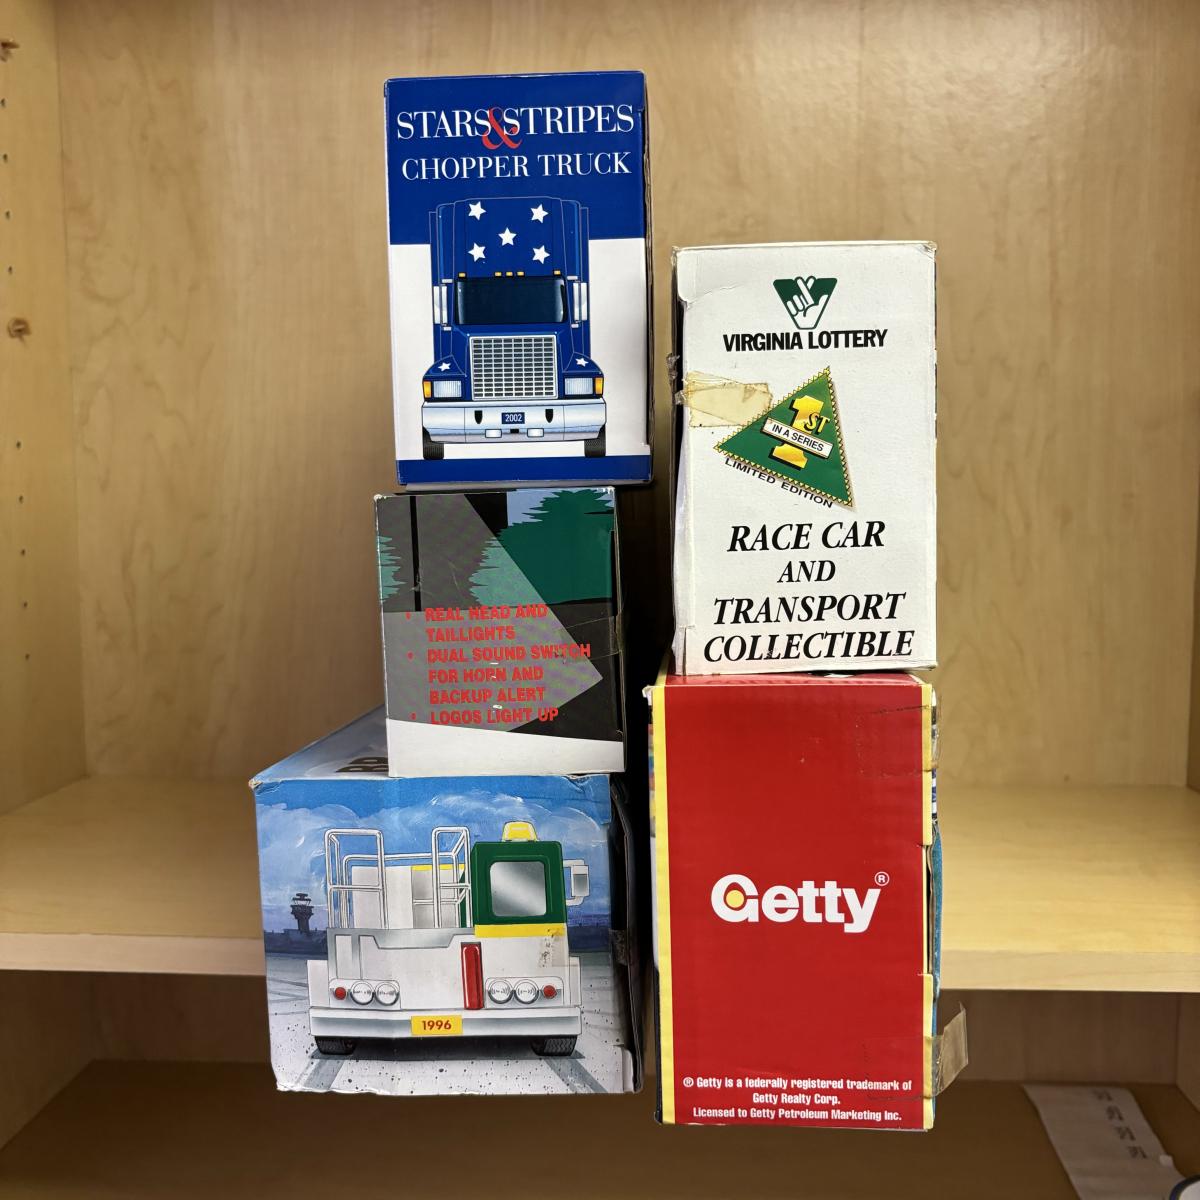 STARS&STRIPES
CHOPPER TRUCK
2002
VIRGINIA LOTTERY
1ST
IN A SERIES
LIMITED EDITION
RACE CAR
AND
TRANSPORT
COLLECTIBLE
• REAL HEAD AND
TAILLIGHTS
• DUAL SOUND SWITCH
FOR HORN AND
BACKUP ALERT
• LOGOS LIGHT UP
1996
Getty®
® Getty is a federally registered trademark of
Getty Realty Corp.
Licensed to Getty Petroleum Marketing Inc.